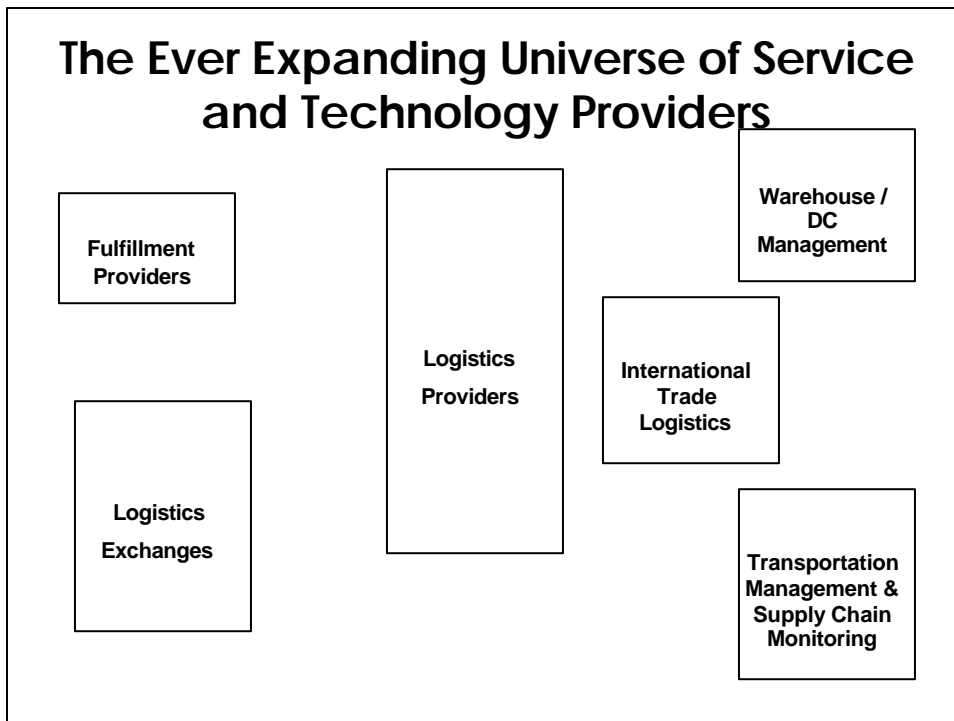 The Ever Expanding Universe of Service
and Technology Providers
Fulfillment
Providers
Logistics
Exchanges
Logistics
Providers
Warehouse /
DC
Management
International
Trade
Logistics
Transportation
Management &
Supply Chain
Monitoring